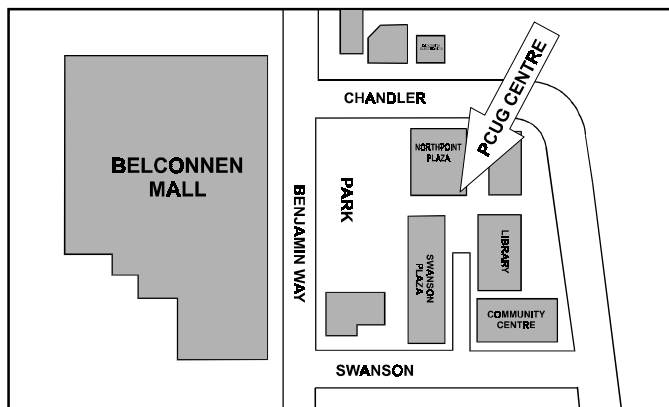 CHANDLER
PCUG CENTRE
NORTHPOINT
PLAZA
BELCONNEN
MALL
BENJAMIN WAY
PARK
SWANSON
PLAZA
LIBRARY
COMMUNITY
CENTRE
SWANSON